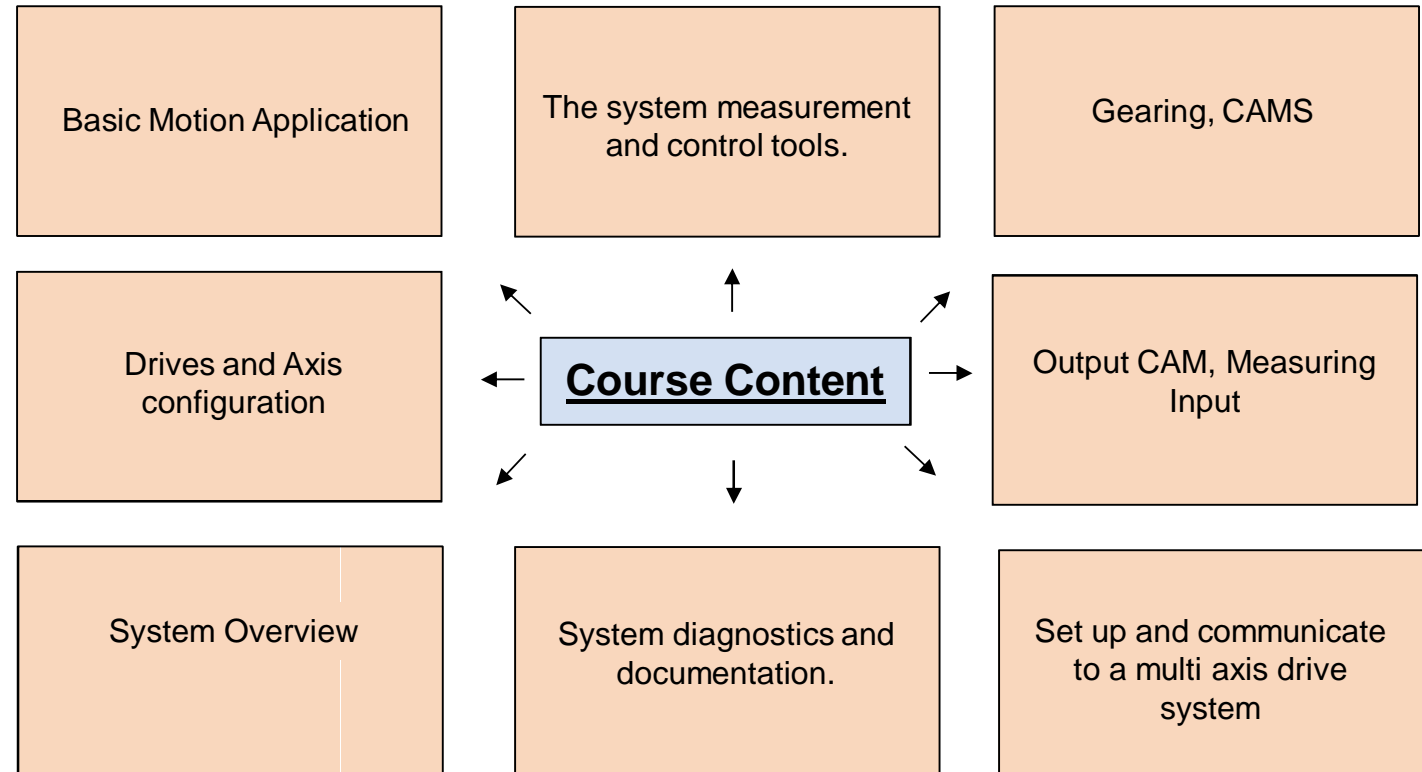 Basic Motion Application
The system measurement
and control tools.
Gearing, CAMS
Drives and Axis
configuration
Course Content
Output CAM, Measuring
Input
System Overview
System diagnostics and
documentation.
Set up and communicate
to a multi axis drive
system